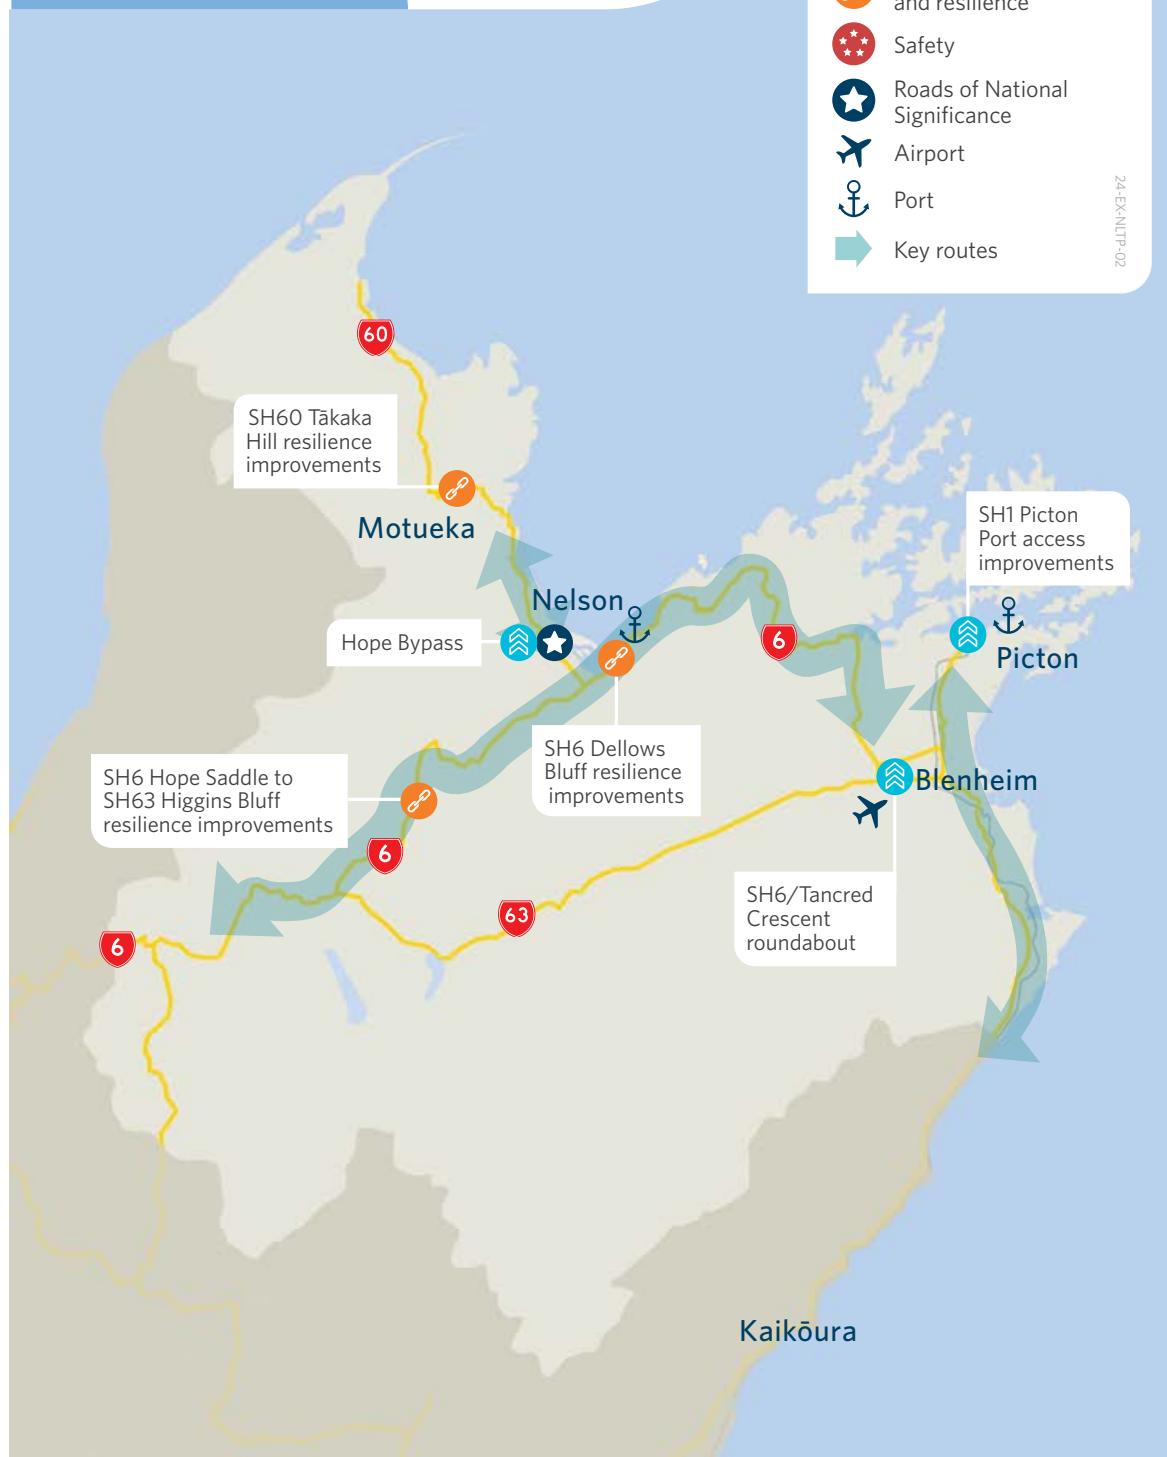 and resilience
Safety
Roads of National
Significance
Airport
Port
Key routes
24-EX-NLTP-02
60
SH60 Tākaka
Hill resilience
improvements
Motueka
SH1 Picton
Port access
improvements
Nelson
Hope Bypass
6
Picton
SH6 Dellows
Bluff resilience
improvements
SH6 Hope Saddle to
SH63 Higgins Bluff
resilience improvements
Blenheim
6
SH6/Tancred
Crescent
roundabout
63
6
Kaikōura